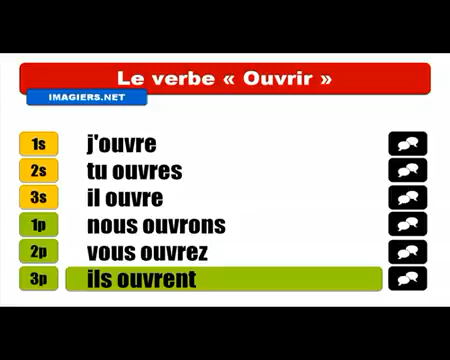 Le verbe « Ouvrir »
IMAGIERS.NET
1s j'ouvre
2s tu ouvres
3s il ouvre
1p nous ouvrons
2p vous ouvrez
3p ils ouvrent